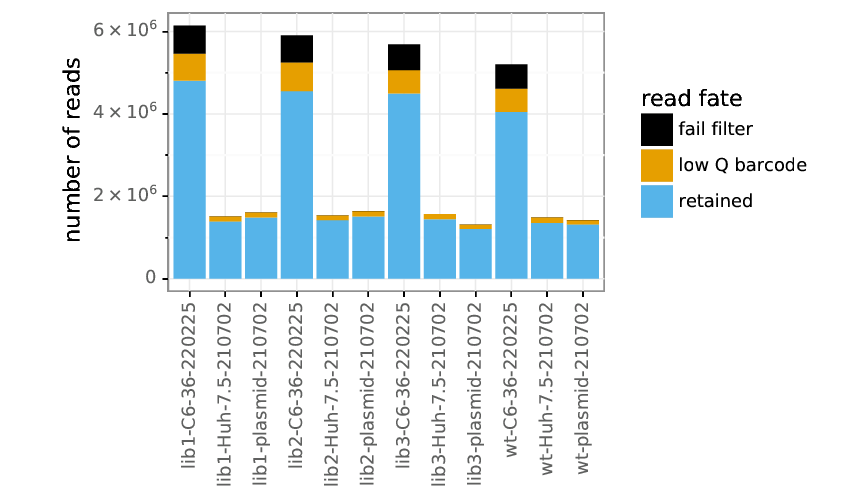 number of reads
6 × 10⁶
4 × 10⁶
2 × 10⁶
0
lib1-C6-36-220225
lib1-Huh-7.5-210702
lib1-plasmid-210702
lib2-C6-36-220225
lib2-Huh-7.5-210702
lib2-plasmid-210702
lib3-C6-36-220225
lib3-Huh-7.5-210702
lib3-plasmid-210702
wt-C6-36-220225
wt-Huh-7.5-210702
wt-plasmid-210702
read fate
fail filter
low Q barcode
retained